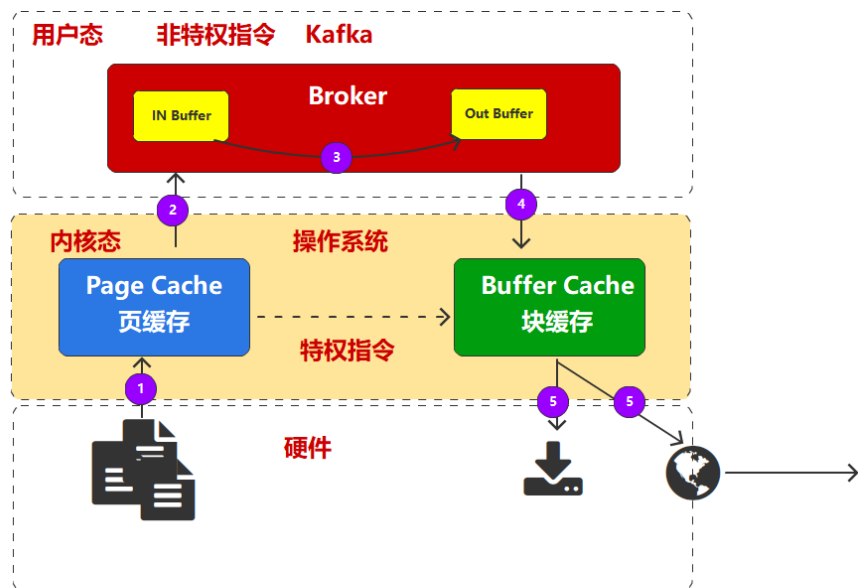 用户态 非特权指令 Kafka
Broker
IN Buffer
Out Buffer
3
2
4
内核态 操作系统
Page Cache
页缓存
Buffer Cache
块缓存
特权指令
1
5
5
硬件